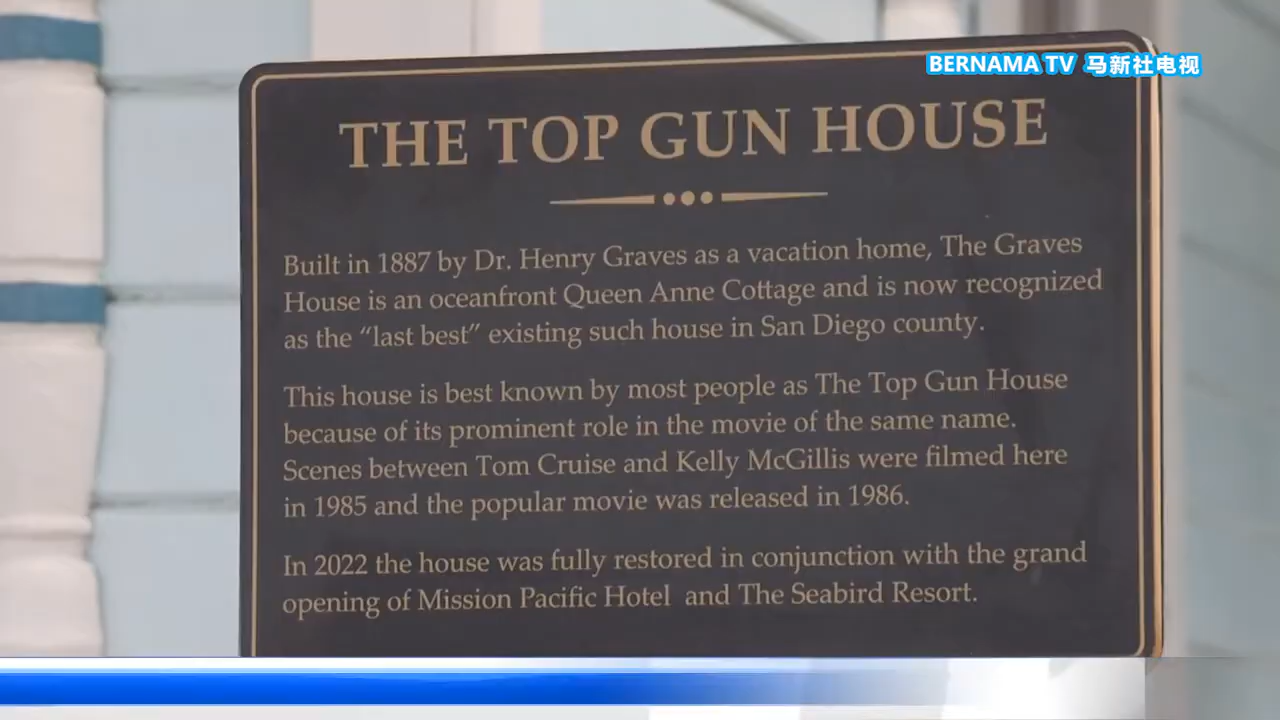 BERNAMA TV 马新社电视
THE TOP GUN HOUSE
Built in 1887 by Dr. Henry Graves as a vacation home, The Graves
House is an oceanfront Queen Anne Cottage and is now recognized
as the “last best” existing such house in San Diego county.
This house is best known by most people as The Top Gun House
because of its prominent role in the movie of the same name.
Scenes between Tom Cruise and Kelly McGillis were filmed here
in 1985 and the popular movie was released in 1986.
In 2022 the house was fully restored in conjunction with the grand
opening of Mission Pacific Hotel and The Seabird Resort.